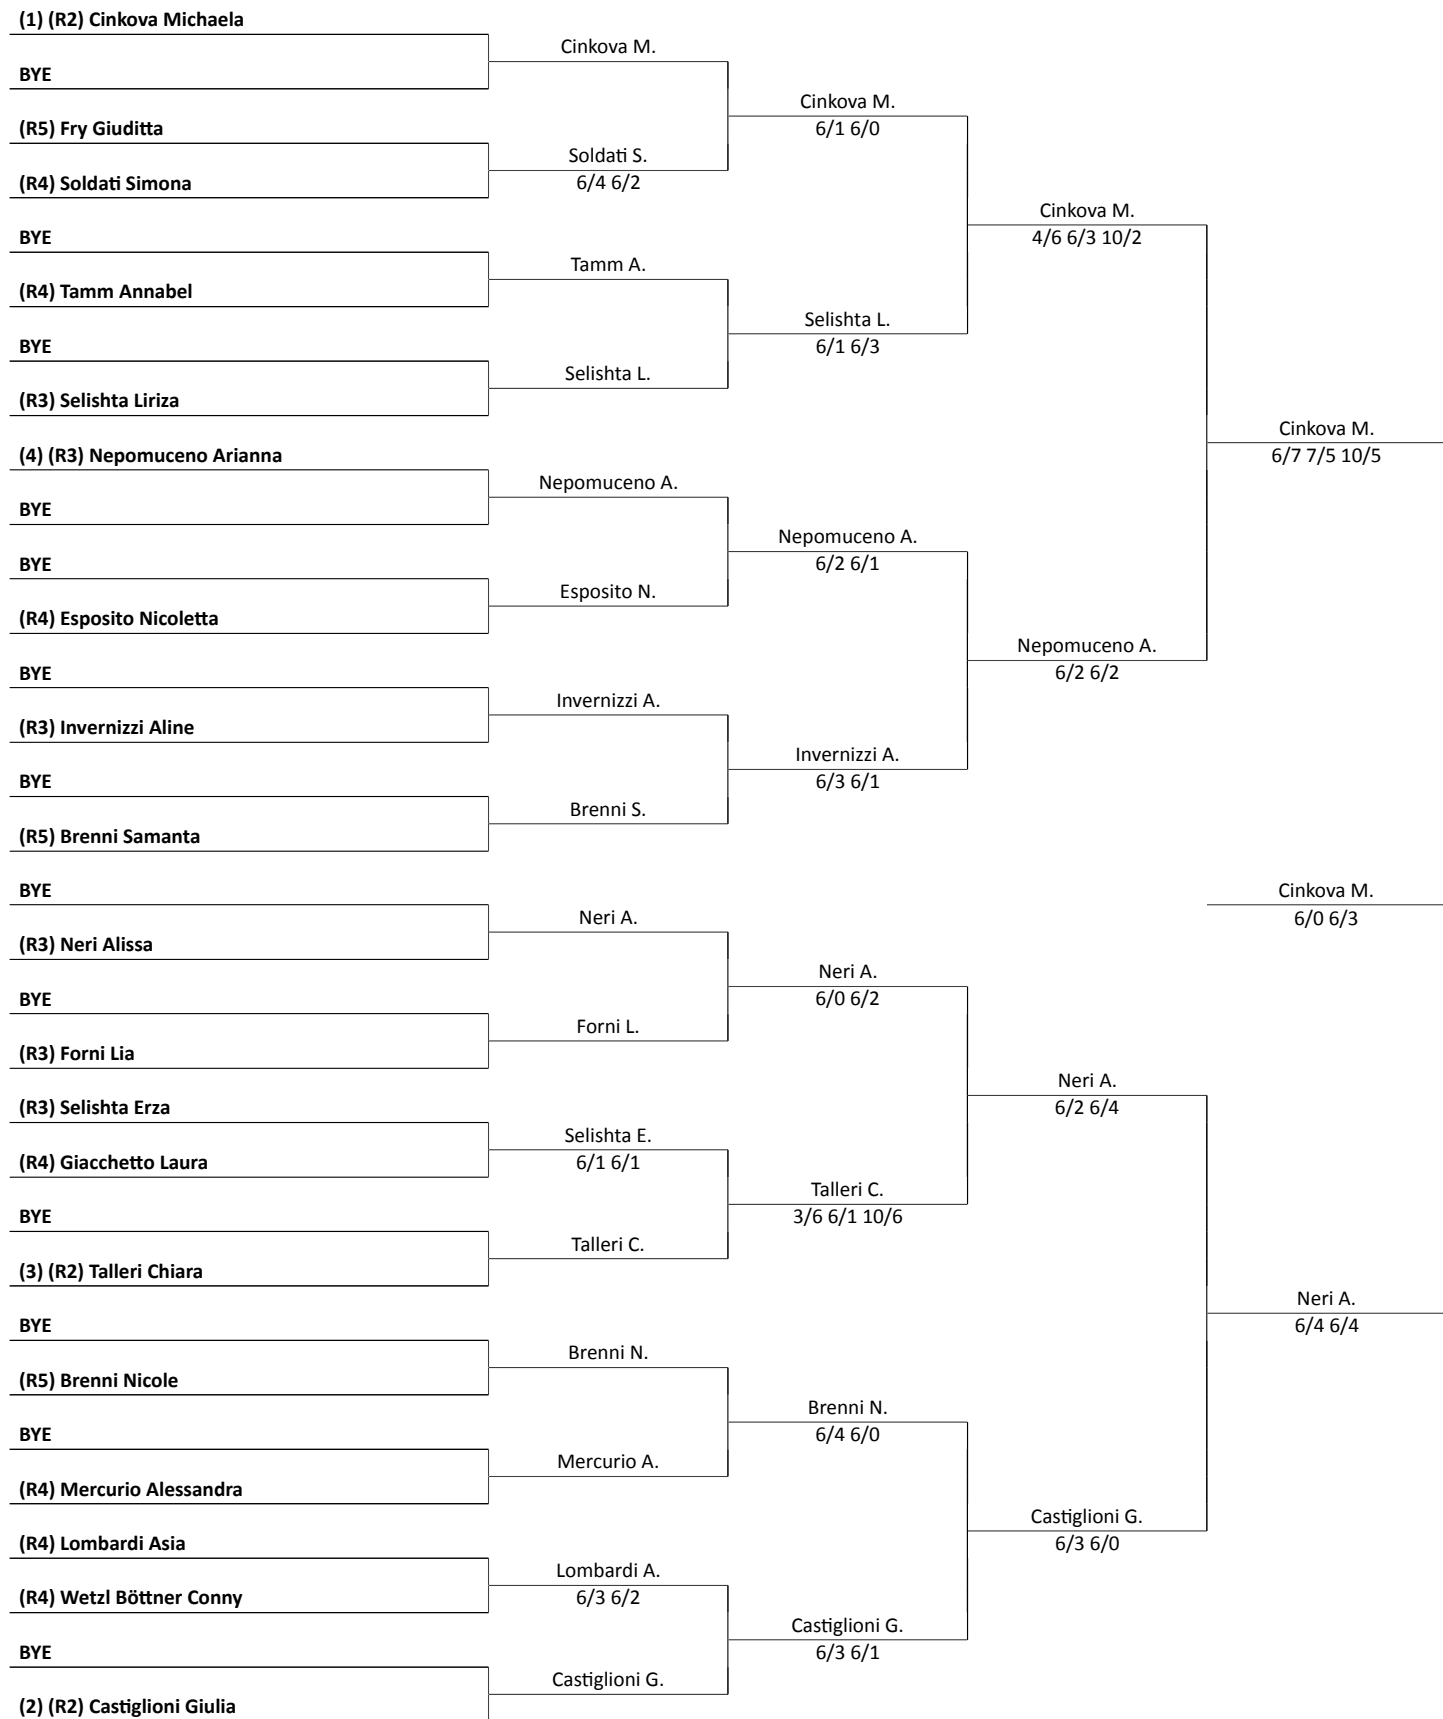 (1) (R2) Cinkova Michaela
Cinkova M.
BYE
Cinkova M.
6/1 6/0
(R5) Fry Giuditta
Soldati S.
6/4 6/2
(R4) Soldati Simona
Cinkova M.
4/6 6/3 10/2
BYE
Tamm A.
(R4) Tamm Annabel
Selishta L.
6/1 6/3
BYE
Selishta L.
(R3) Selishta Liriza
Cinkova M.
6/7 7/5 10/5
(4) (R3) Nepomuceno Arianna
Nepomuceno A.
BYE
Nepomuceno A.
6/2 6/1
BYE
Esposito N.
(R4) Esposito Nicoletta
Nepomuceno A.
6/2 6/2
BYE
Invernizzi A.
(R3) Invernizzi Aline
Invernizzi A.
6/3 6/1
BYE
Brenni S.
(R5) Brenni Samanta
BYE
Cinkova M.
6/0 6/3
Neri A.
(R3) Neri Alissa
Neri A.
6/0 6/2
BYE
Forni L.
(R3) Forni Lia
Neri A.
6/2 6/4
(R3) Selishta Erza
Selishta E.
6/1 6/1
(R4) Giacchetto Laura
Talleri C.
3/6 6/1 10/6
BYE
Talleri C.
(3) (R2) Talleri Chiara
Neri A.
6/4 6/4
BYE
Brenni N.
(R5) Brenni Nicole
Brenni N.
6/4 6/0
BYE
Mercurio A.
(R4) Mercurio Alessandra
Castiglioni G.
6/3 6/0
(R4) Lombardi Asia
Lombardi A.
6/3 6/2
(R4) Wetzl Böttner Conny
Castiglioni G.
6/3 6/1
BYE
Castiglioni G.
(2) (R2) Castiglioni Giulia